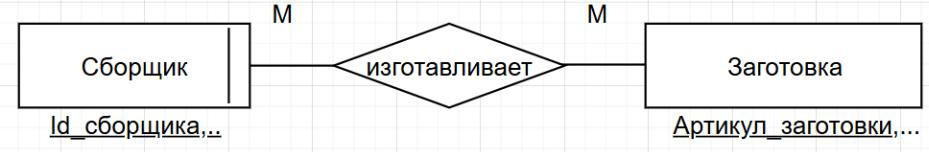 М М
Сборщик изготавливает Заготовка
Id_сборщика,.. Артикул_заготовки,...